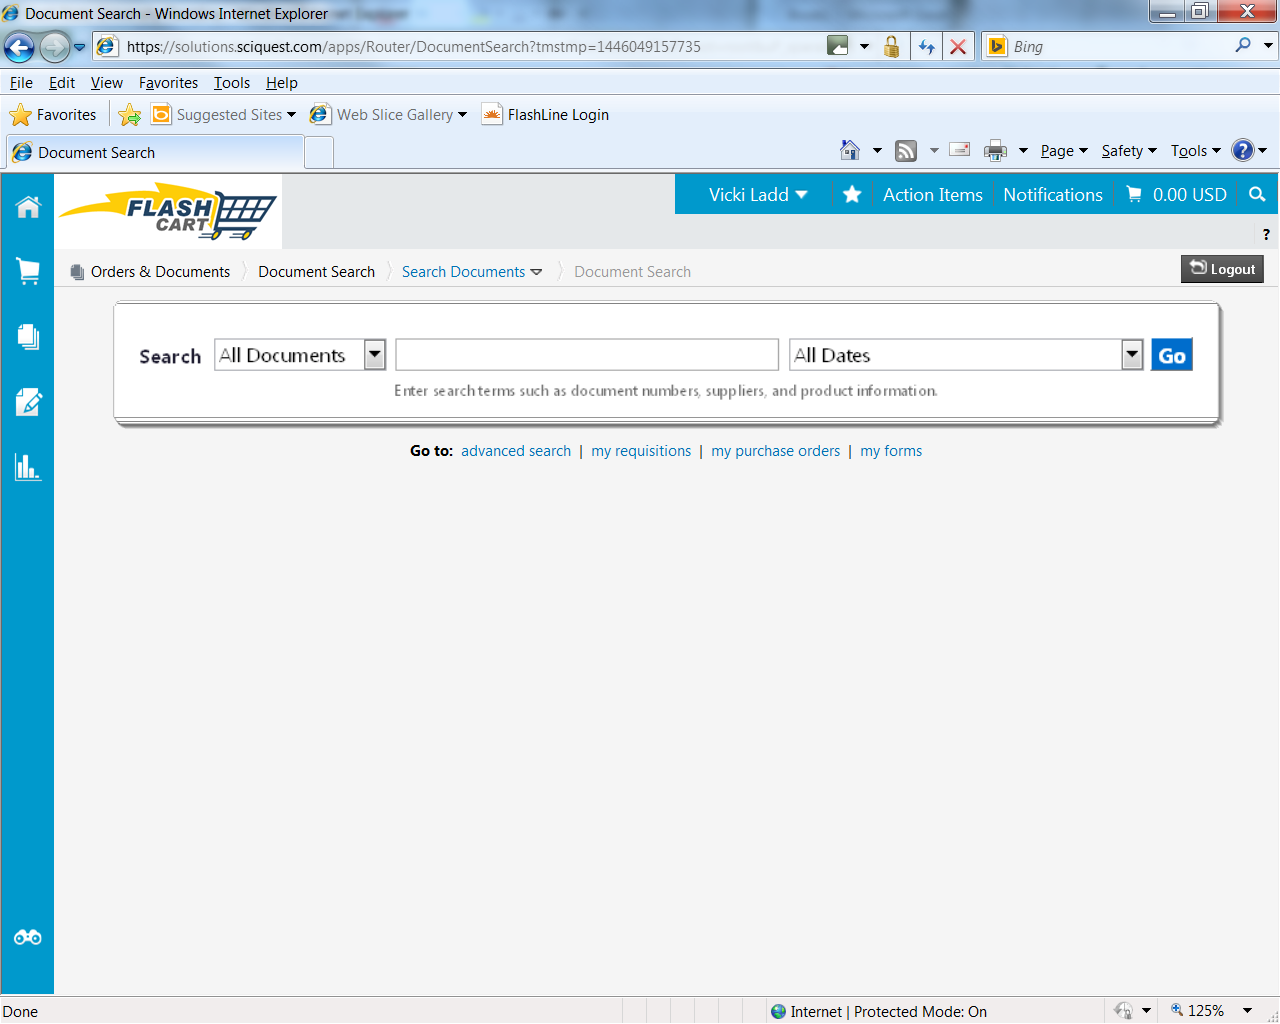 Document Search - Windows Internet Explorer
https://solutions.sciquest.com/apps/Router/DocumentSearch?tmstmp=1446049157735
Bing
File Edit View Favorites Tools Help
Favorites Suggested Sites Web Slice Gallery FlashLine Login
Document Search
Page Safety Tools
FLASH CART
Vicki Ladd Action Items Notifications 0.00 USD
?
Orders & Documents Document Search Search Documents Document Search
Logout
Search All Documents All Dates Go
Enter search terms such as document numbers, suppliers, and product information.
Go to: advanced search | my requisitions | my purchase orders | my forms
Done Internet | Protected Mode: On 125%